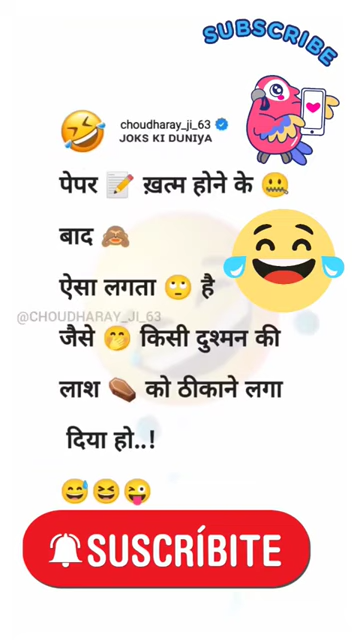 SUBSCRIBE
choudharay_ji_63
JOKS KI DUNIYA
पेपर 📝 ख़त्म होने के 🤐
बाद 🙈
ऐसा लगता 🙄 है
@CHOUDHARAY_JI_63
जैसे 🤭 किसी दुश्मन की
लाश ⚰️ को ठीकाने लगा
दिया हो..!
😅😆😜
SUSCRÍBITE